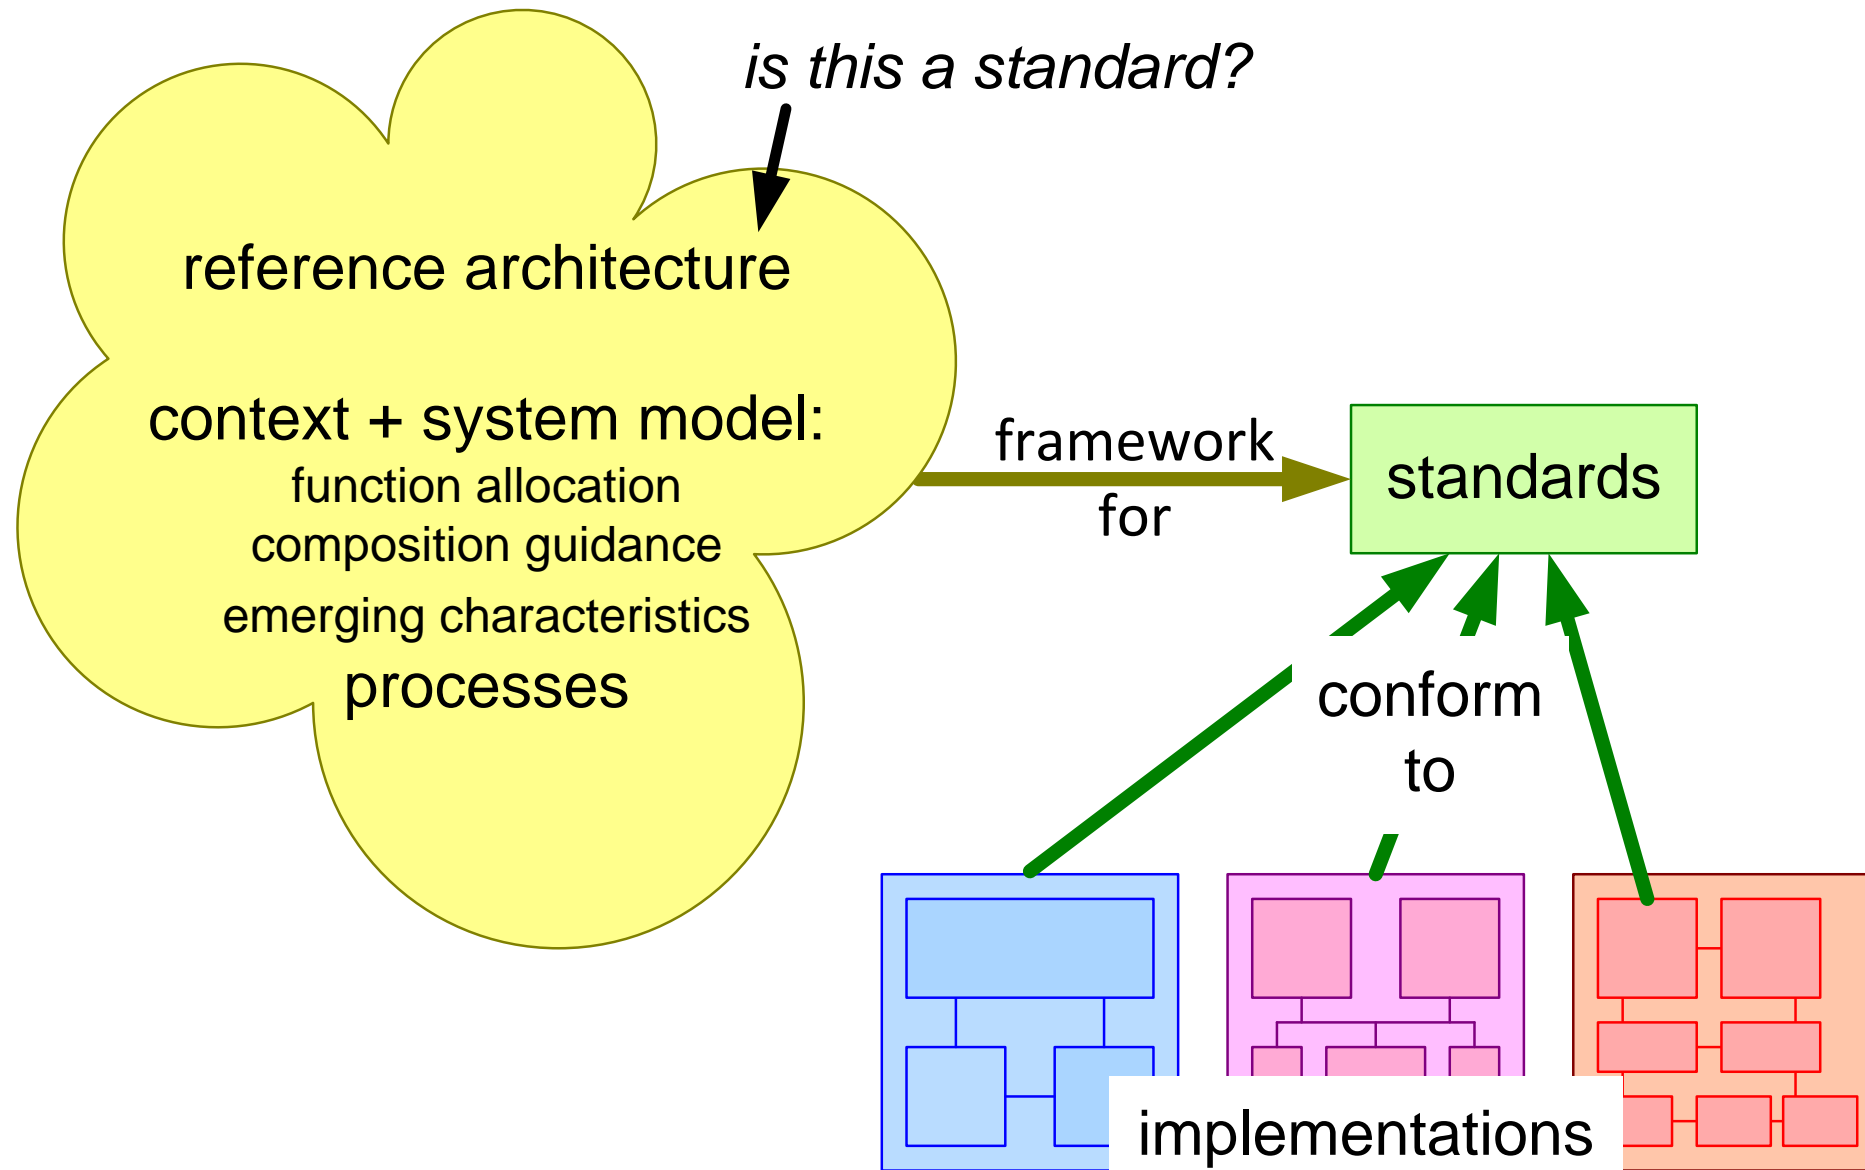 is this a standard?
reference architecture
context + system model:
function allocation
composition guidance
emerging characteristics
processes
framework
for
standards
conform
to
implementations